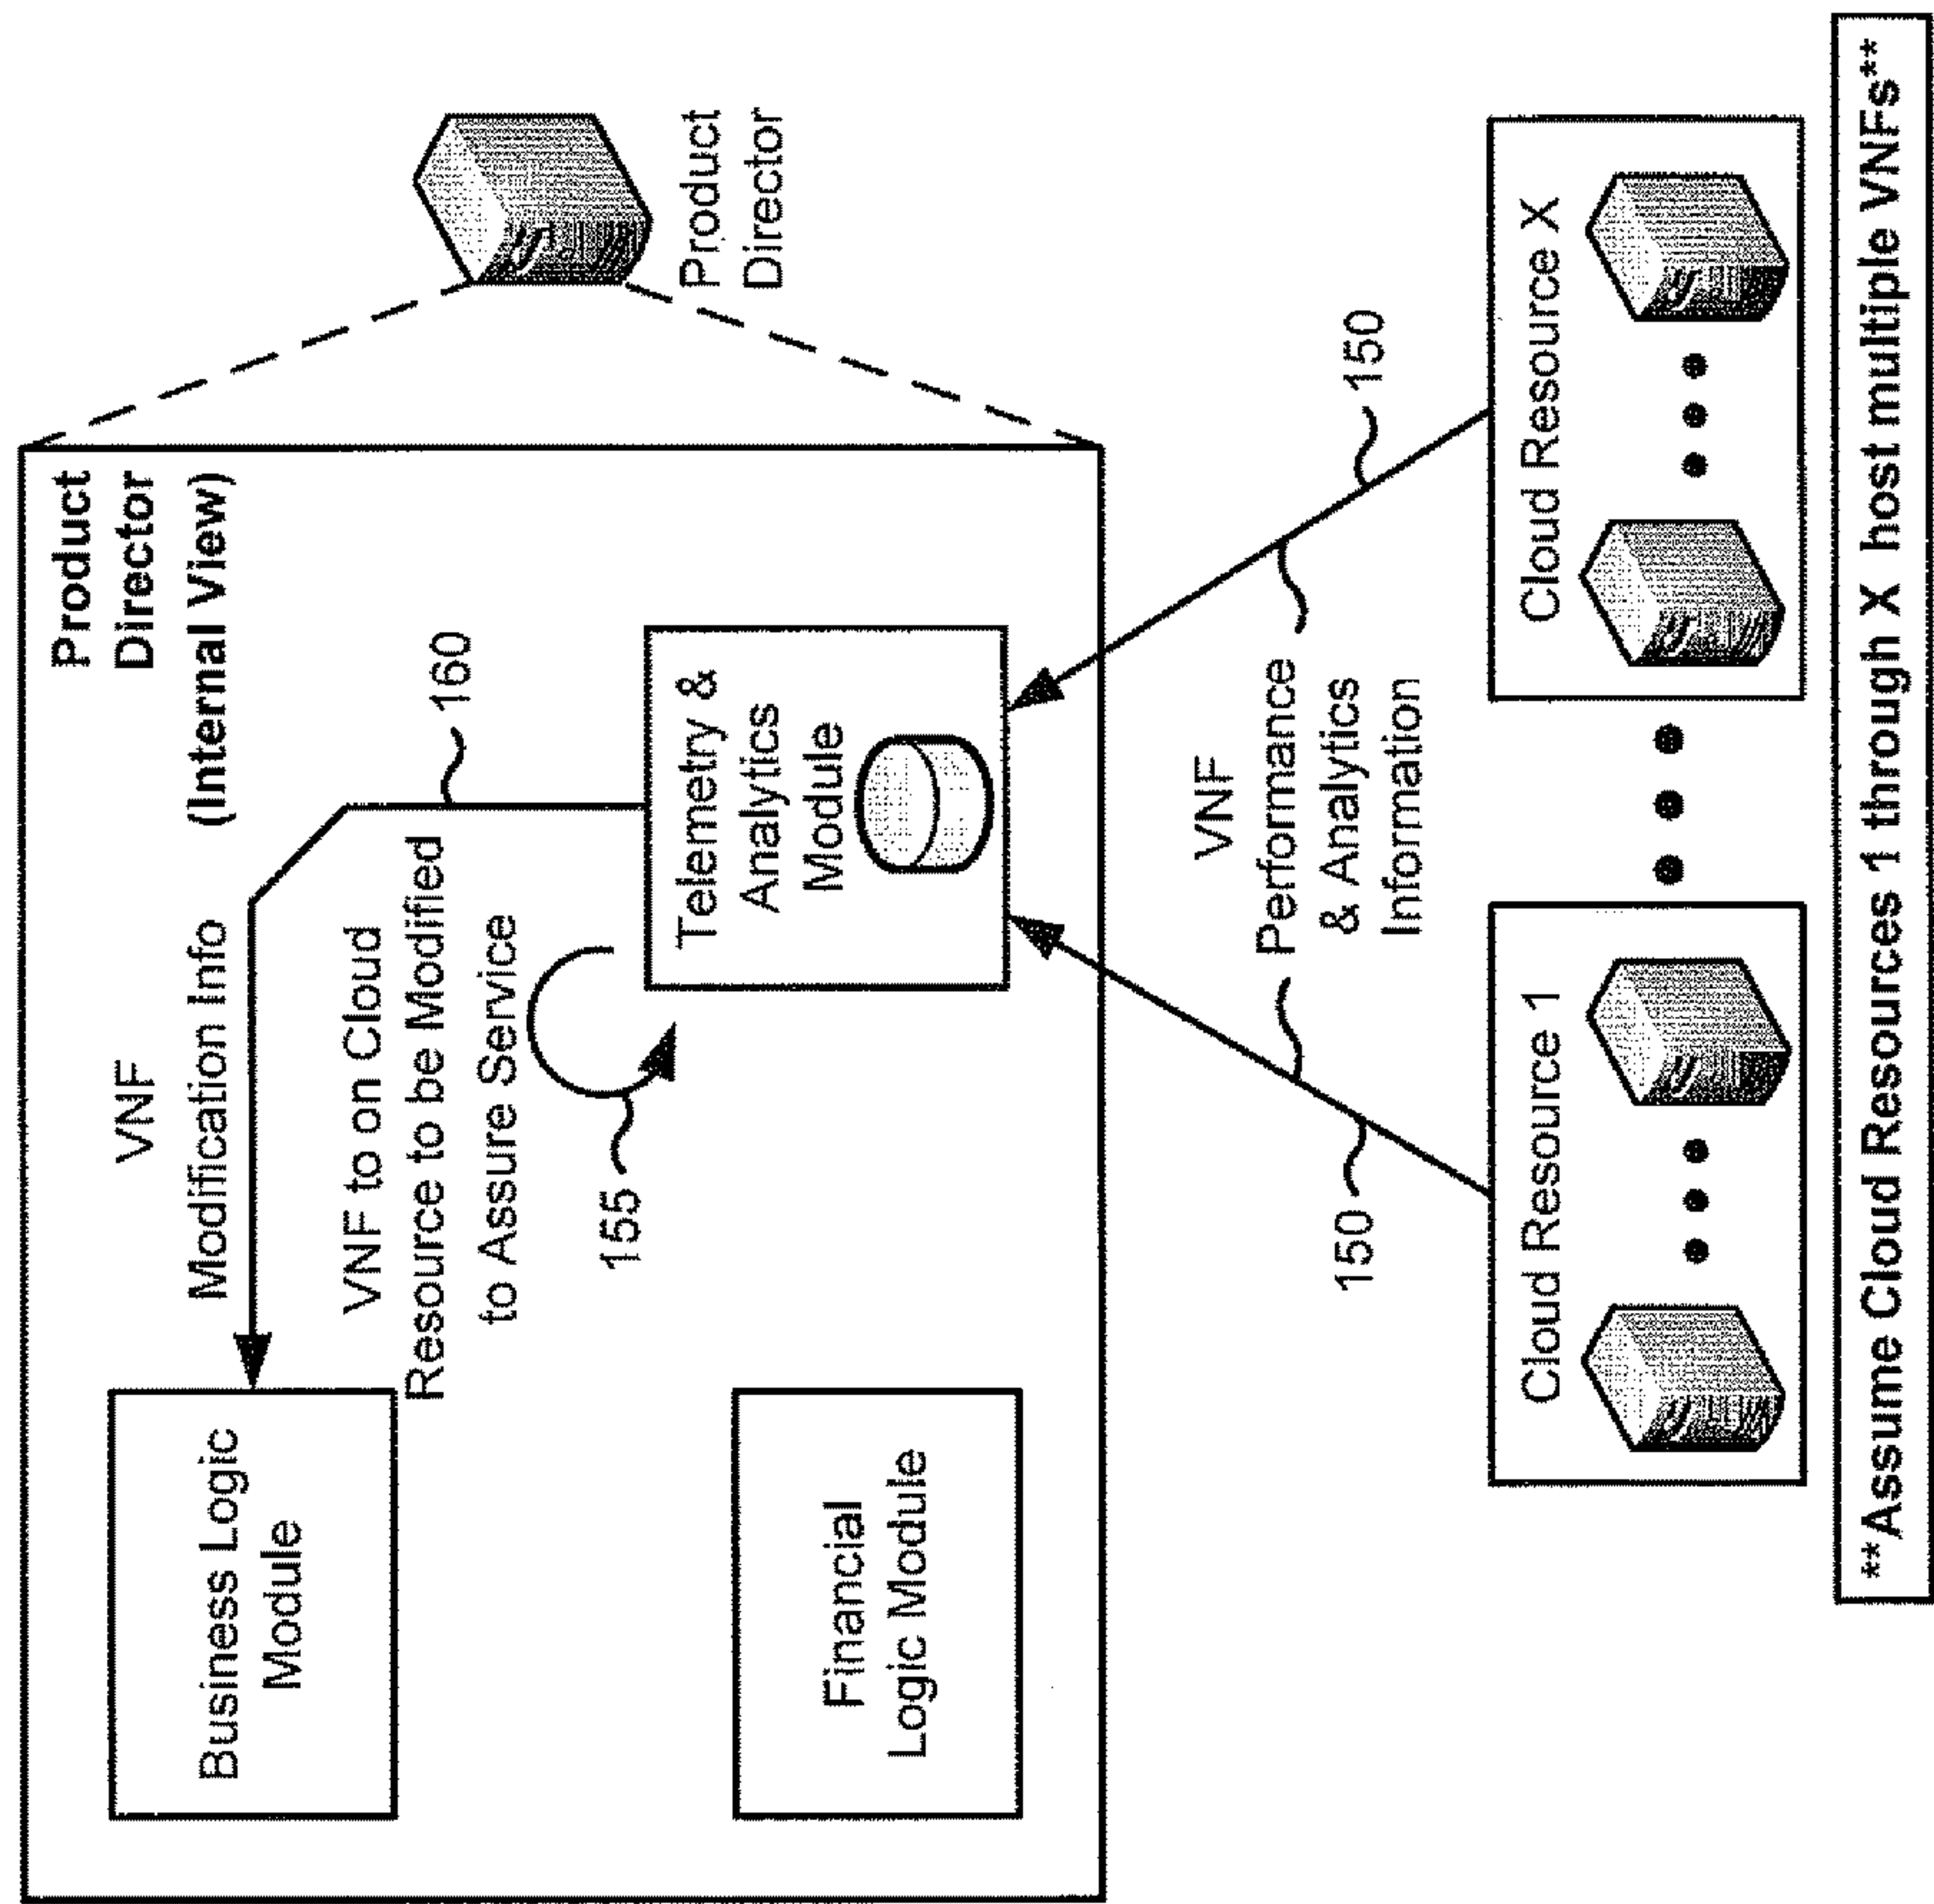 Product
Director
(Internal View)
Business Logic
Module
VNF
Modification Info
160
VNF to on Cloud
Resource to be Modified
to Assure Service
155
Financial
Logic Module
Telemetry &
Analytics
Module
Product
Director
VNF
Performance
& Analytics
Information
150
150
Cloud Resource 1
Cloud Resource X
**Assume Cloud Resources 1 through X host multiple VNFs**